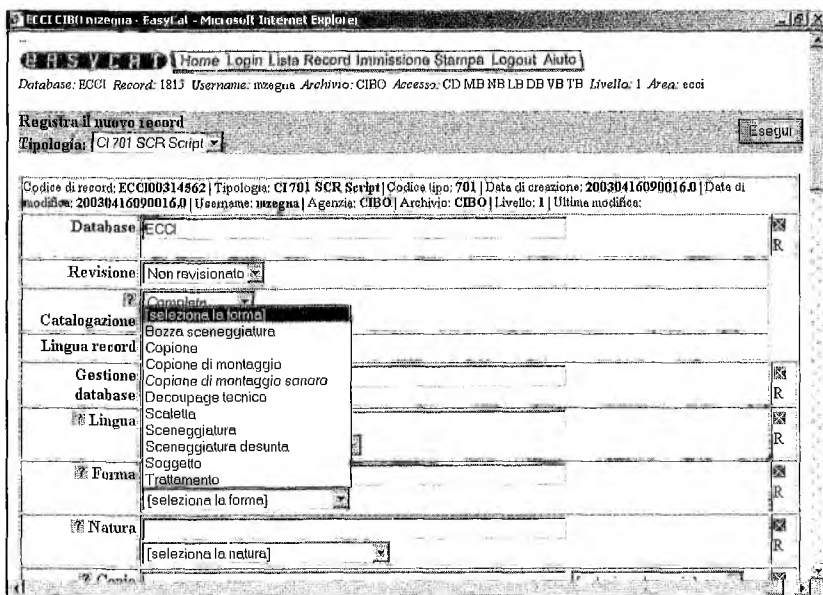 ECCI CIBO mzegna - EasyCat - Microsoft Internet Explorer
EASYCAT Home Login Lista Record Immissione Stampa Logout Aiuto
Database: ECCI Record: 1815 Username: mzegna Archivio: CIBO Accesso: CD MB NB LB DB VB TB Livello: 1 Area: ecci
Registra il nuovo record
Tipologia: CI 701 SCR Script
Esegui
Codice di record: ECCI00314562 | Tipologia: CI 701 SCR Script | Codice tipo: 701 | Data di creazione: 20030416090016.0 | Data di
modifica: 20030416090016.0 | Username: mzegna | Agenzia: CIBO | Archivio: CIBO | Livello: 1 | Ultima modifica:
Database ECCI
R
Revisione Non revisionato
? Completa
Catalogazione [seleziona la forma]
Bozza sceneggiatura
Lingua record Copione
Copione di montaggio
Gestione Copione di montaggio sonoro
database Decoupage tecnico R
? Lingua Scaletta
Sceneggiatura R
Sceneggiatura desunta
Soggetto
? Forma Trattamento
[seleziona la forma] R
? Natura
[seleziona la natura] R
? Copia